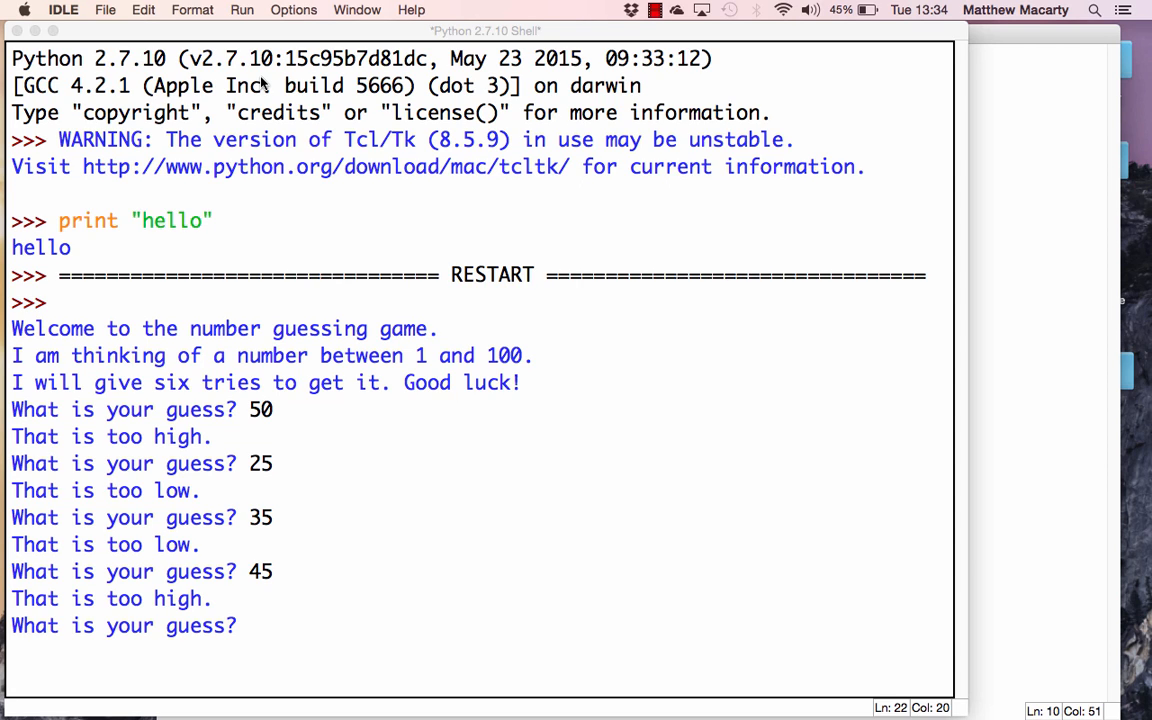 IDLE File Edit Format Run Options Window Help 45% Tue 13:34 Matthew Macarty
*Python 2.7.10 Shell*
Python 2.7.10 (v2.7.10:15c95b7d81dc, May 23 2015, 09:33:12)
[GCC 4.2.1 (Apple Inc. build 5666) (dot 3)] on darwin
Type "copyright", "credits" or "license()" for more information.
>>> WARNING: The version of Tcl/Tk (8.5.9) in use may be unstable.
Visit http://www.python.org/download/mac/tcltk/ for current information.
>>> print "hello"
hello
>>> ================================ RESTART ================================
>>>
Welcome to the number guessing game.
I am thinking of a number between 1 and 100.
I will give six tries to get it. Good luck!
What is your guess? 50
That is too high.
What is your guess? 25
That is too low.
What is your guess? 35
That is too low.
What is your guess? 45
That is too high.
What is your guess?
Ln: 22 Col: 20
Ln: 10 Col: 51